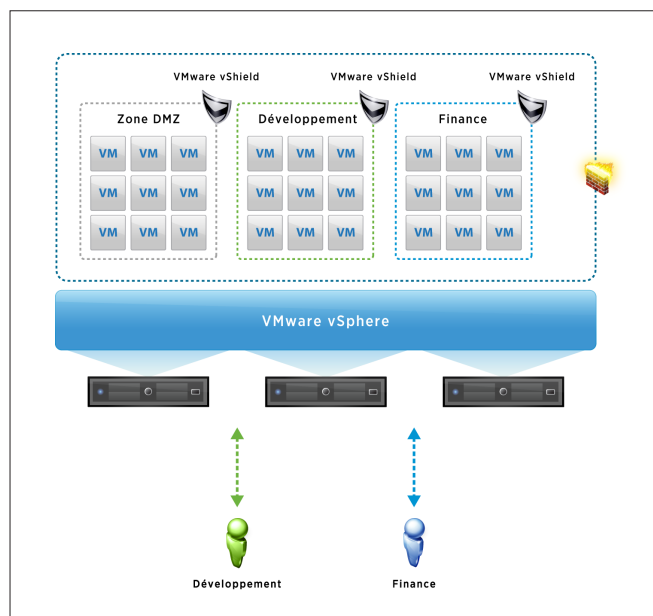 VMware vShield VMware vShield VMware vShield
Zone DMZ Développement Finance
VM VM VM VM VM VM VM VM VM
VM VM VM VM VM VM VM VM VM
VM VM VM VM VM VM VM VM VM
VMware vSphere
Développement Finance